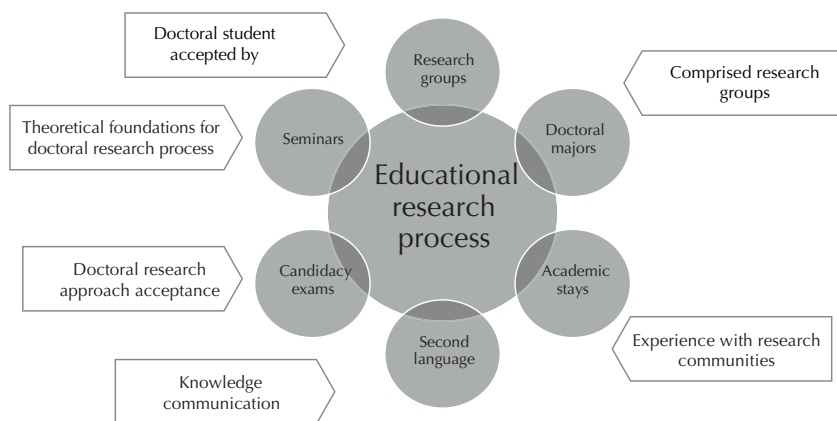 Doctoral student
accepted by
Research
groups
Comprised research
groups
Theoretical foundations for
doctoral research process
Seminars
Doctoral
majors
Educational
research
process
Doctoral research
approach acceptance
Candidacy
exams
Academic
stays
Second
language
Experience with research
communities
Knowledge
communication